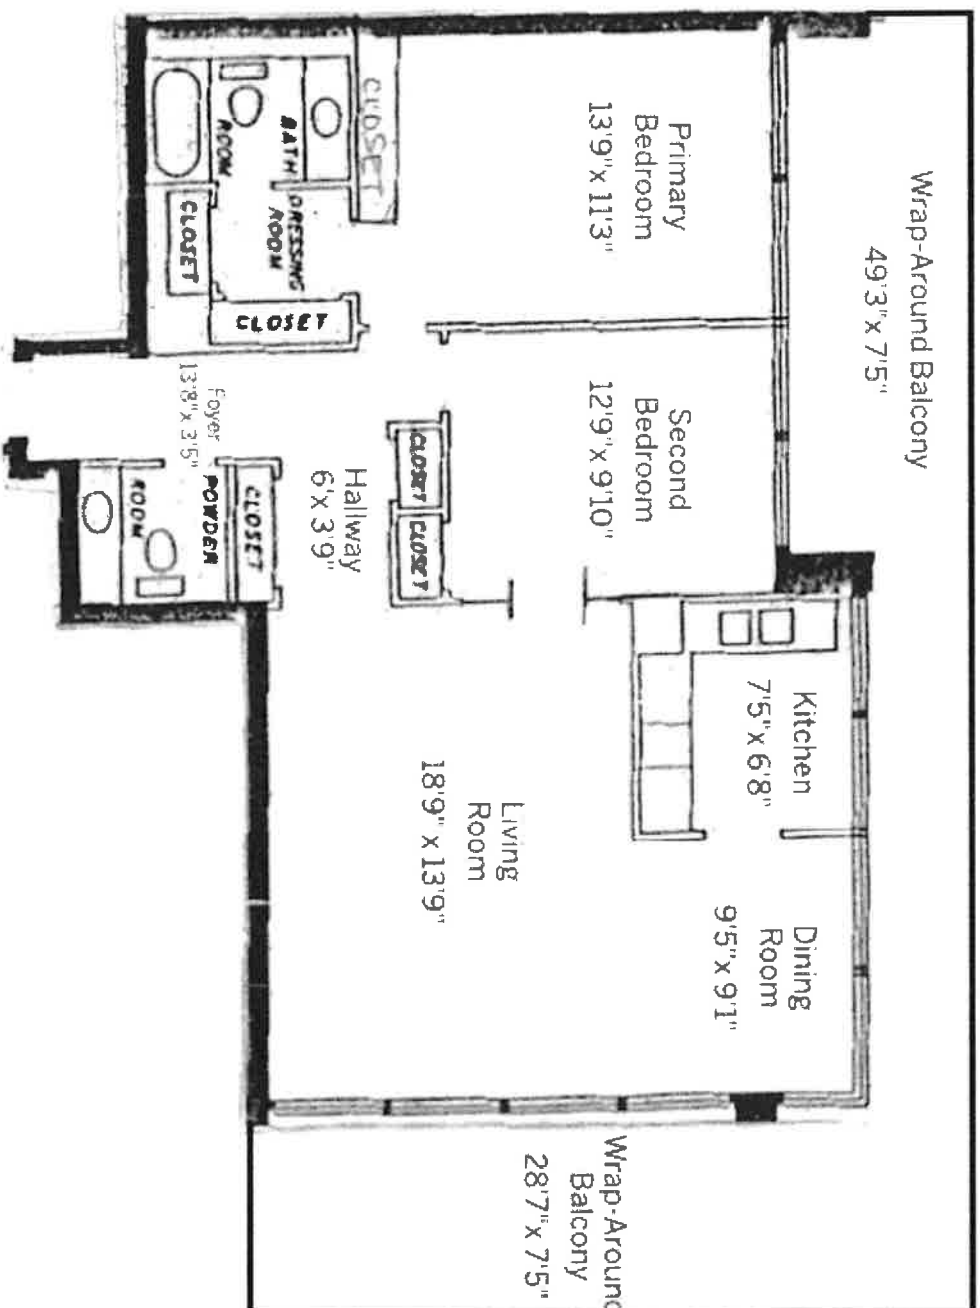 Wrap-Around Balcony
49'3" x 7'5"
Primary
Bedroom
13'9" x 11'3"
Second
Bedroom
12'9" x 9'10"
Kitchen
7'5" x 6'8"
Dining
Room
9'5" x 9'1"
Living
Room
18'9" x 13'9"
Wrap-Around
Balcony
28'7" x 7'5"
CLOSET
BATH
ROOM
DRESSING
ROOM
CLOSET
CLOSET
Foyer
13'8" x 3'5"
Hallway
6' x 3'9"
CLOSET
CLOSET
CLOSET
POWDER
ROOM